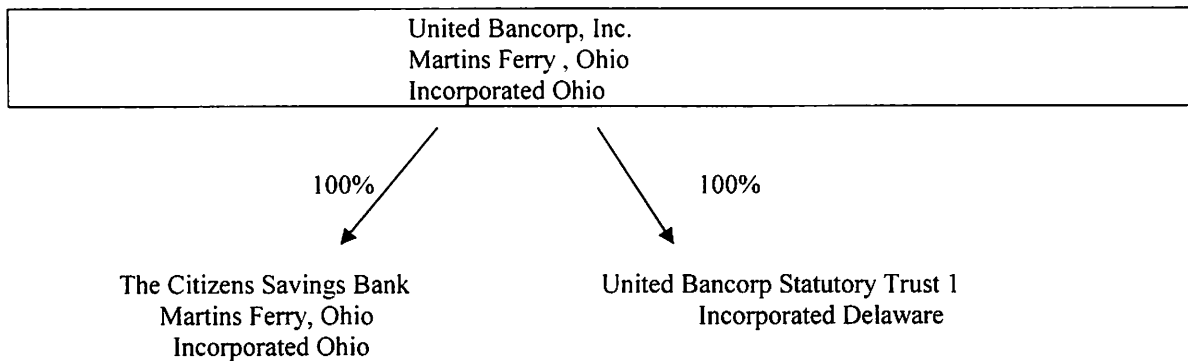 United Bancorp, Inc.
Martins Ferry , Ohio
Incorporated Ohio
100%
100%
The Citizens Savings Bank
Martins Ferry, Ohio
Incorporated Ohio
United Bancorp Statutory Trust 1
Incorporated Delaware